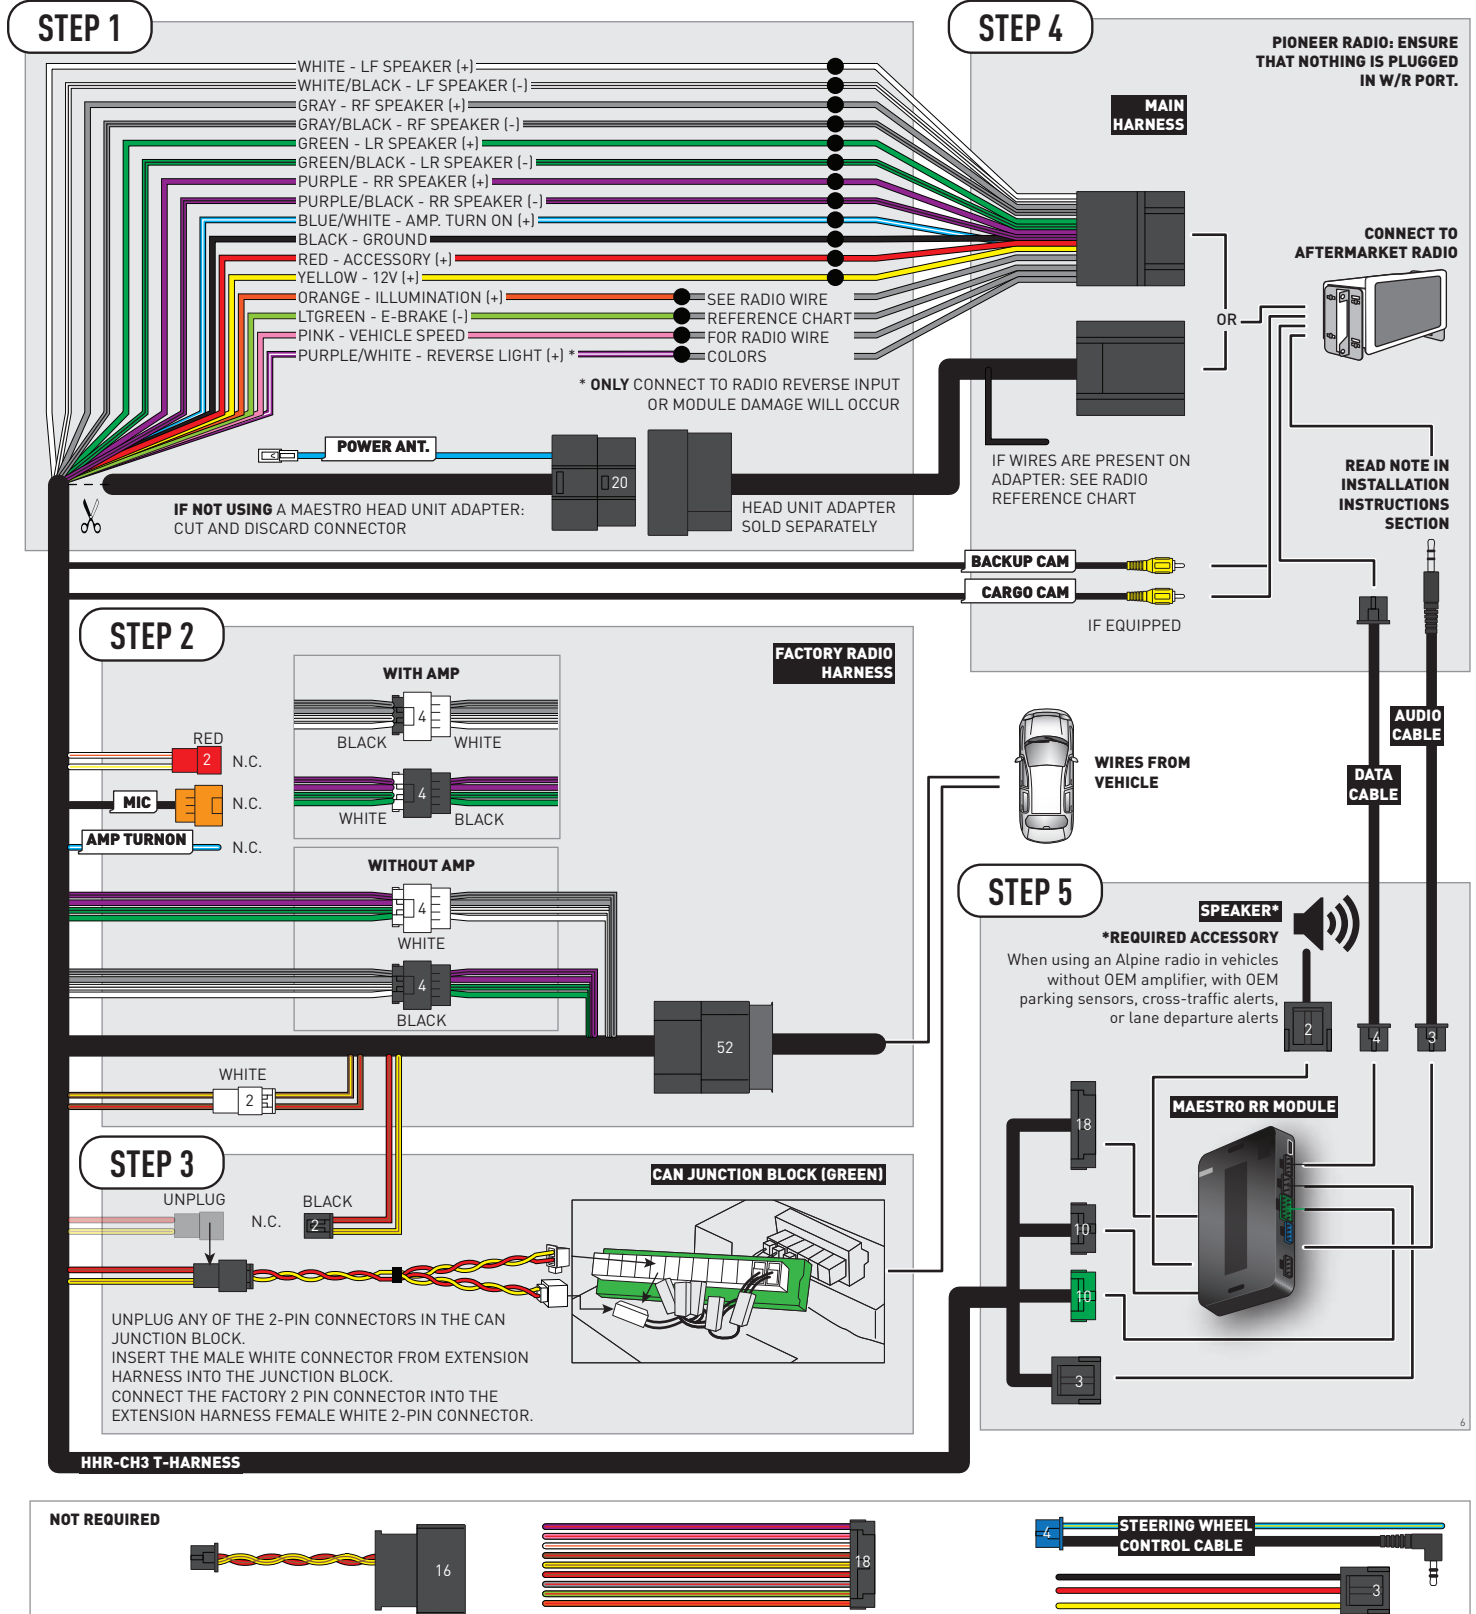 STEP 1
WHITE - LF SPEAKER (+)
WHITE/BLACK - LF SPEAKER (-)
GRAY - RF SPEAKER (+)
GRAY/BLACK - RF SPEAKER (-)
GREEN - LR SPEAKER (+)
GREEN/BLACK - LR SPEAKER (-)
PURPLE - RR SPEAKER (+)
PURPLE/BLACK - RR SPEAKER (-)
BLUE/WHITE - AMP. TURN ON (+)
BLACK - GROUND
RED - ACCESSORY (+)
YELLOW - 12V (+)
ORANGE - ILLUMINATION (+)
LTGREEN - E-BRAKE (-)
PINK - VEHICLE SPEED
PURPLE/WHITE - REVERSE LIGHT (+) *
SEE RADIO WIRE
REFERENCE CHART
FOR RADIO WIRE
COLORS
* ONLY CONNECT TO RADIO REVERSE INPUT
OR MODULE DAMAGE WILL OCCUR
POWER ANT.
20
IF NOT USING A MAESTRO HEAD UNIT ADAPTER:
CUT AND DISCARD CONNECTOR
HEAD UNIT ADAPTER
SOLD SEPARATELY
STEP 4
PIONEER RADIO: ENSURE
THAT NOTHING IS PLUGGED
IN W/R PORT.
MAIN
HARNESS
CONNECT TO
AFTERMARKET RADIO
OR
IF WIRES ARE PRESENT ON
ADAPTER: SEE RADIO
REFERENCE CHART
READ NOTE IN
INSTALLATION
INSTRUCTIONS
SECTION
BACKUP CAM
CARGO CAM
IF EQUIPPED
STEP 2
FACTORY RADIO
HARNESS
WITH AMP
4
BLACK
WHITE
4
WHITE
BLACK
RED
2
N.C.
MIC
N.C.
AMP TURNON
N.C.
WITHOUT AMP
4
WHITE
4
BLACK
52
WHITE
2
WIRES FROM
VEHICLE
AUDIO
CABLE
DATA
CABLE
STEP 3
CAN JUNCTION BLOCK (GREEN)
UNPLUG
N.C.
BLACK
2
UNPLUG ANY OF THE 2-PIN CONNECTORS IN THE CAN
JUNCTION BLOCK.
INSERT THE MALE WHITE CONNECTOR FROM EXTENSION
HARNESS INTO THE JUNCTION BLOCK.
CONNECT THE FACTORY 2 PIN CONNECTOR INTO THE
EXTENSION HARNESS FEMALE WHITE 2-PIN CONNECTOR.
HHR-CH3 T-HARNESS
STEP 5
SPEAKER*
*REQUIRED ACCESSORY
When using an Alpine radio in vehicles
without OEM amplifier, with OEM
parking sensors, cross-traffic alerts,
or lane departure alerts
2
4
3
MAESTRO RR MODULE
18
10
10
3
6
NOT REQUIRED
16
18
4
STEERING WHEEL
CONTROL CABLE
3